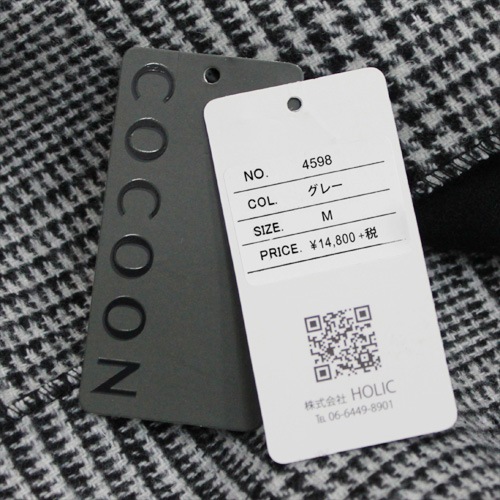 COCOON
NO. 4598
COL. グレー
SIZE. M
PRICE. ¥14,800+税
株式会社 HOLIC
℡ 06-6449-8901